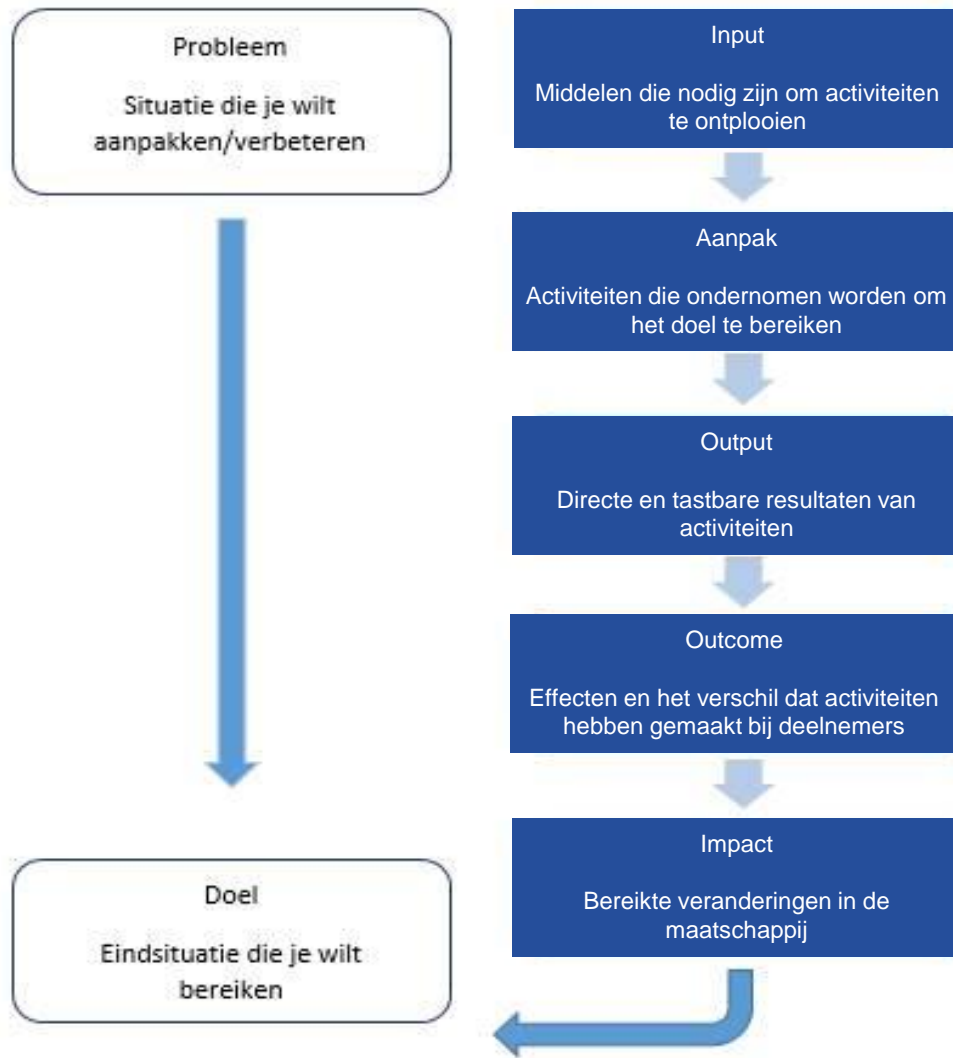 Probleem
Situatie die je wilt
aanpakken/verbeteren
Doel
Eindsituatie die je wilt
bereiken
Input
Middelen die nodig zijn om activiteiten
te ontplooien
Aanpak
Activiteiten die ondernomen worden om
het doel te bereiken
Output
Directe en tastbare resultaten van
activiteiten
Outcome
Effecten en het verschil dat activiteiten
hebben gemaakt bij deelnemers
Impact
Bereikte veranderingen in de
maatschappij